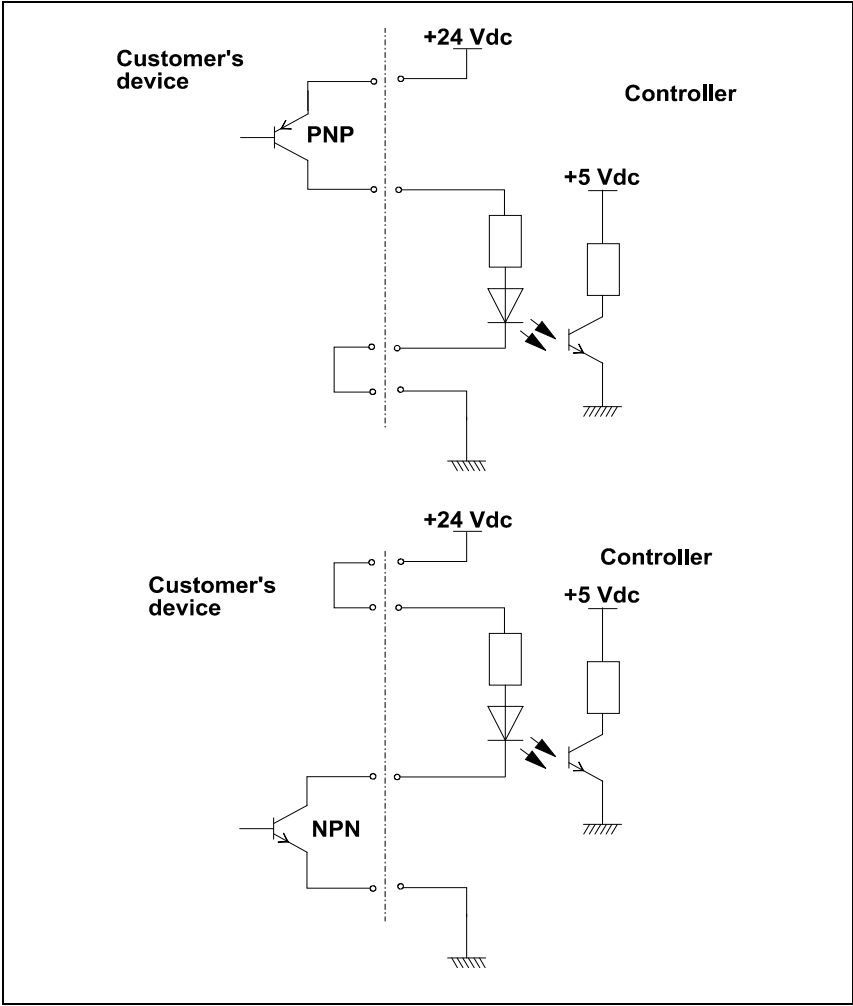 +24 Vdc
Customer's
device
Controller
PNP
+5 Vdc
+24 Vdc
Controller
Customer's
device
+5 Vdc
NPN